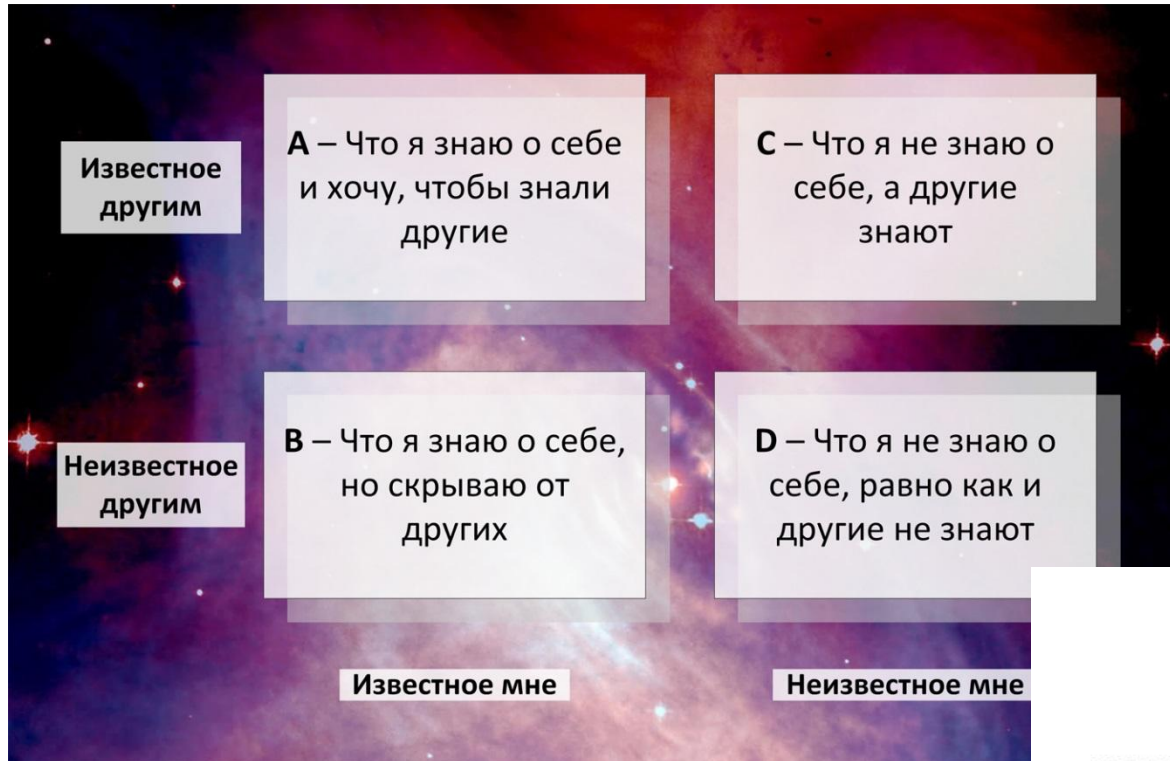 Известное
другим
A – Что я знаю о себе
и хочу, чтобы знали
другие
C – Что я не знаю о
себе, а другие
знают
Неизвестное
другим
B – Что я знаю о себе,
но скрываю от
других
D – Что я не знаю о
себе, равно как и
другие не знают
Известное мне
Неизвестное мне